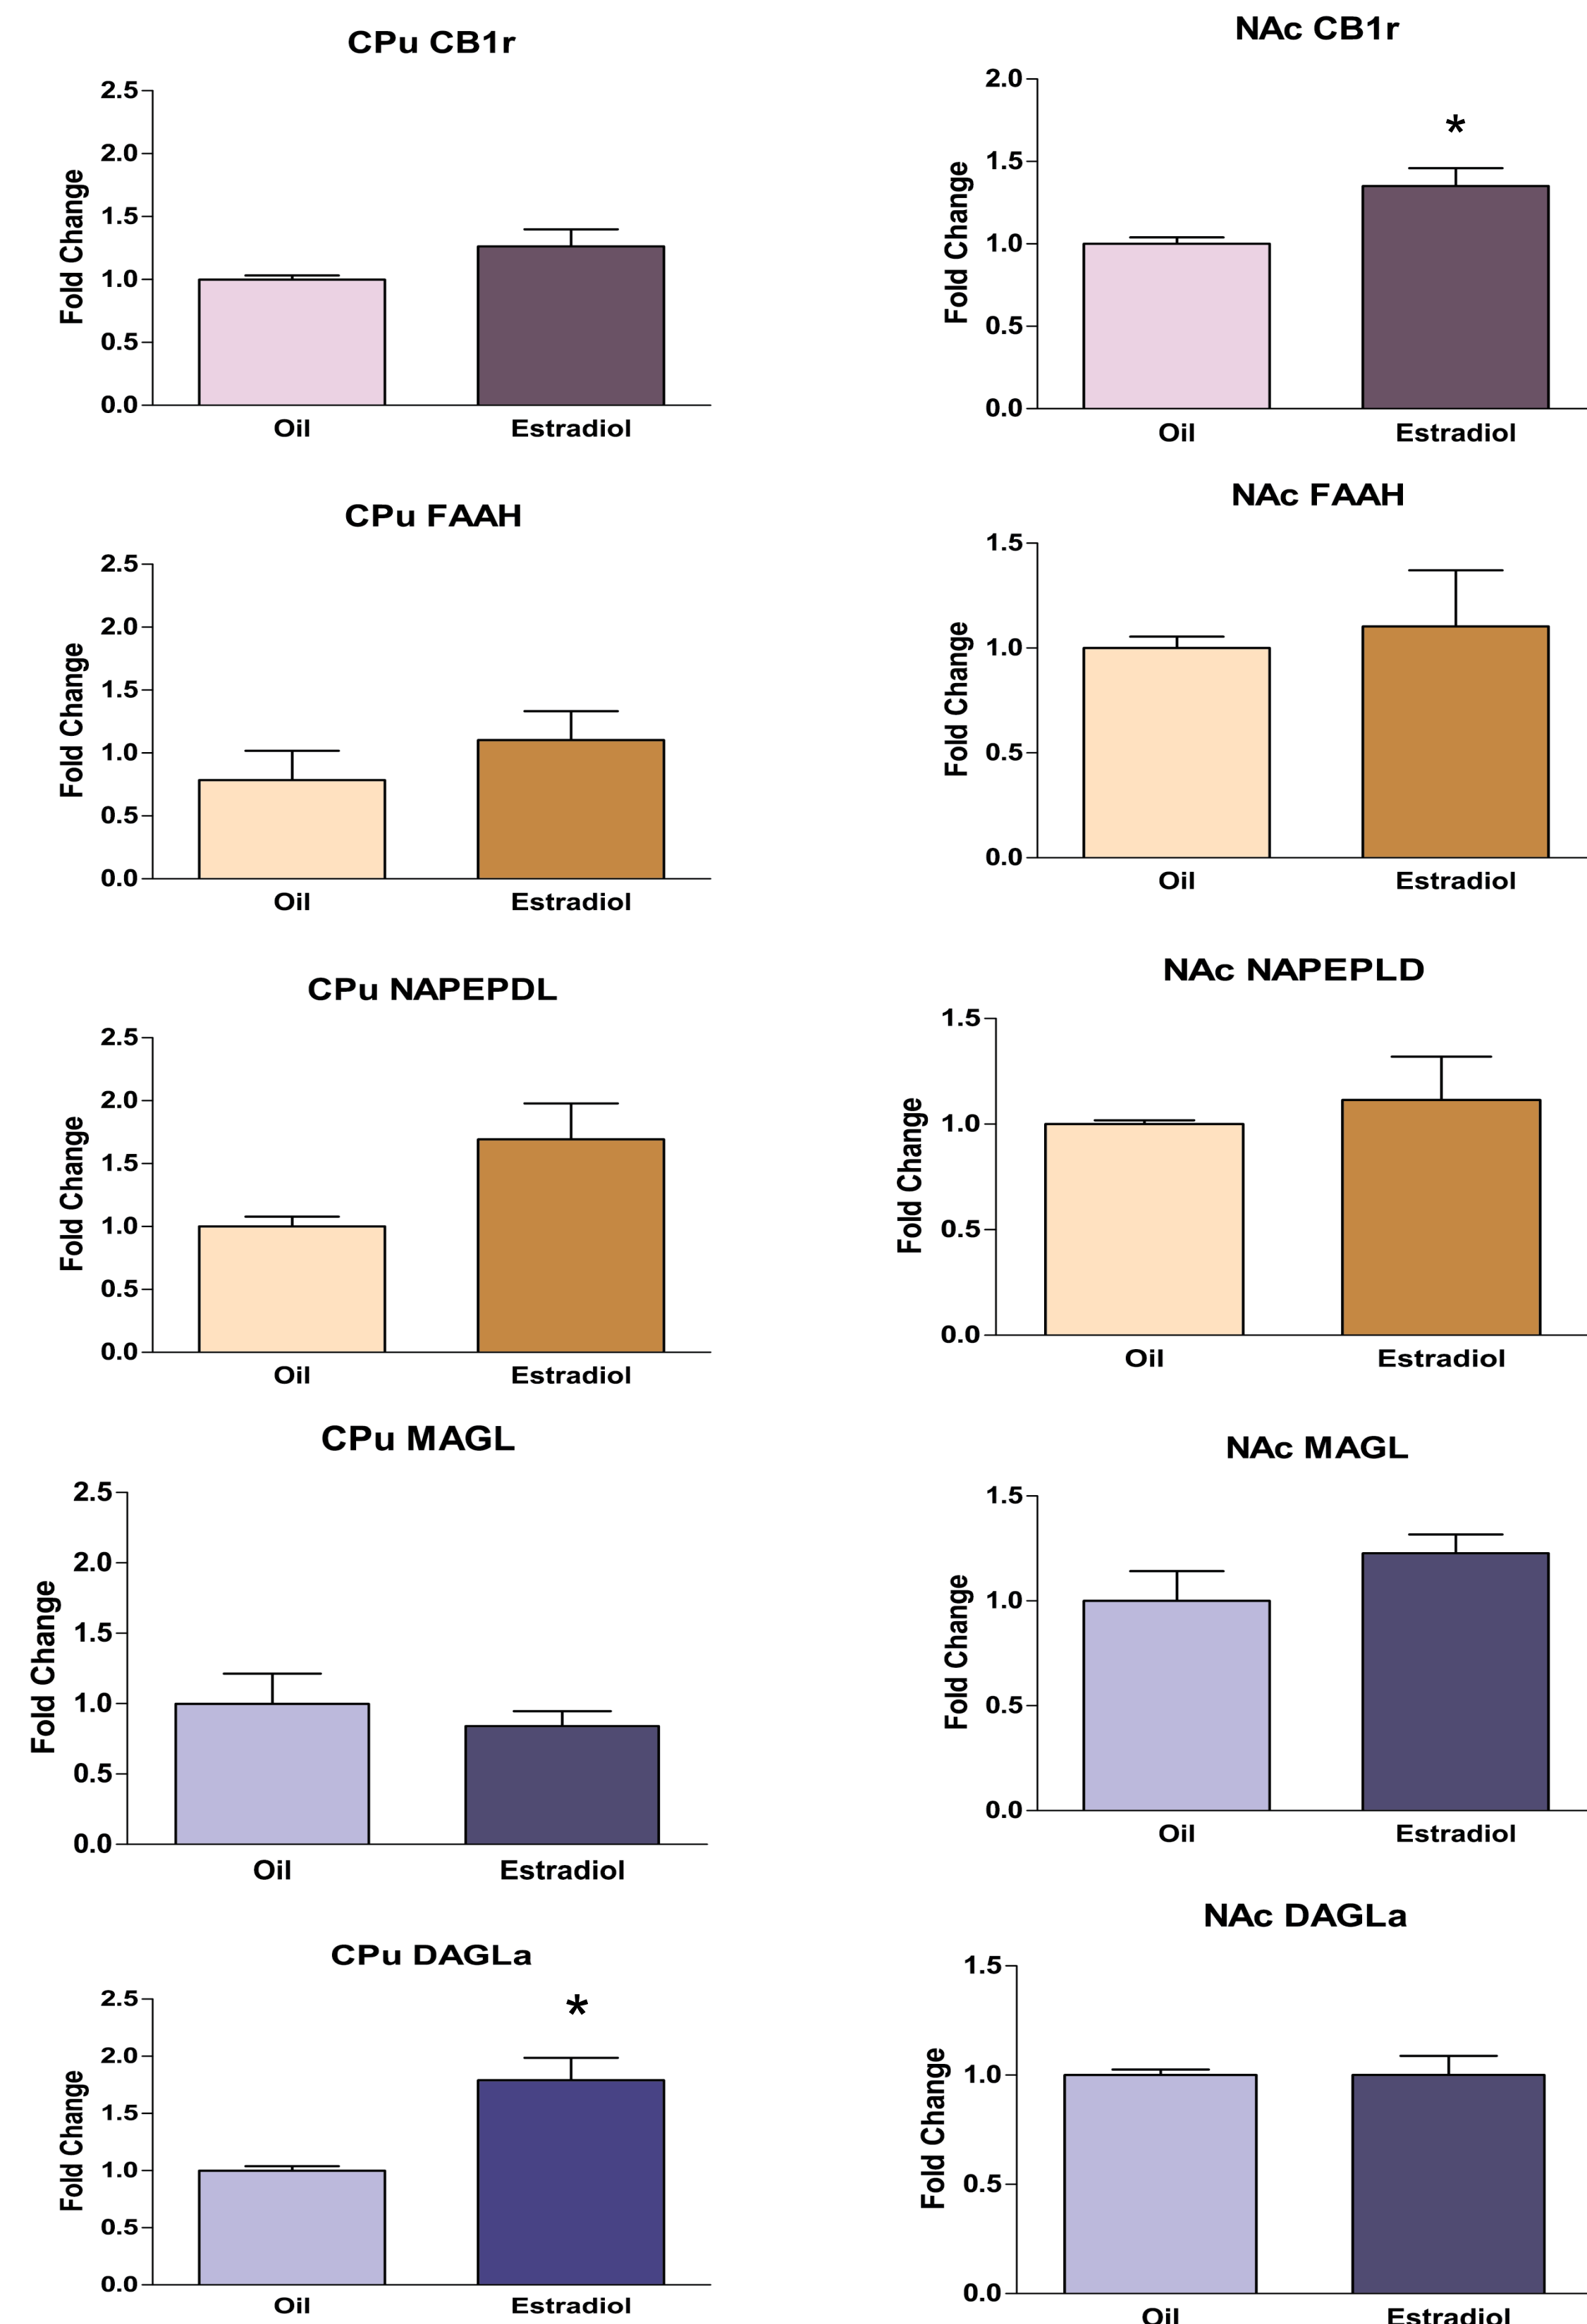 CPu CB1r
2.5
2.0
1.5
1.0
0.5
0.0
Fold Change
Oil
Estradiol
NAc CB1r
2.0
1.5
1.0
0.5
0.0
Fold Change
*
Oil
Estradiol
CPu FAAH
2.5
2.0
1.5
1.0
0.5
0.0
Fold Change
Oil
Estradiol
NAc FAAH
1.5
1.0
0.5
0.0
Fold Change
Oil
Estradiol
CPu NAPEPDL
2.5
2.0
1.5
1.0
0.5
0.0
Fold Change
Oil
Estradiol
NAc NAPEPLD
1.5
1.0
0.5
0.0
Fold Change
Oil
Estradiol
CPu MAGL
2.5
2.0
1.5
1.0
0.5
0.0
Fold Change
Oil
Estradiol
NAc MAGL
1.5
1.0
0.5
0.0
Fold Change
Oil
Estradiol
CPu DAGLa
2.5
2.0
1.5
1.0
0.5
0.0
Fold Change
*
Oil
Estradiol
NAc DAGLa
1.5
1.0
0.5
0.0
Fold Change
Oil
Estradiol